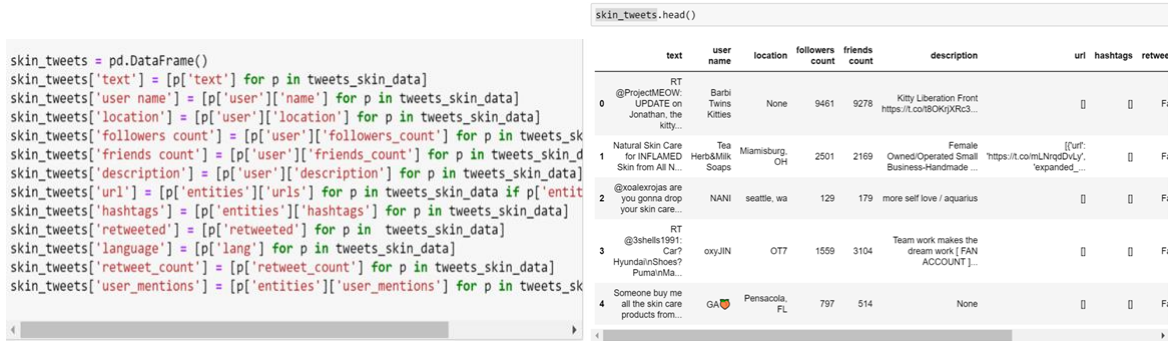 skin_tweets = pd.DataFrame()
skin_tweets['text'] = [p['text'] for p in tweets_skin_data]
skin_tweets['user name'] = [p['user']['name'] for p in tweets_skin_data]
skin_tweets['location'] = [p['user']['location'] for p in tweets_skin_data]
skin_tweets['followers count'] = [p['user']['followers_count'] for p in tweets_sk
skin_tweets['friends count'] = [p['user']['friends_count'] for p in tweets_skin_d
skin_tweets['description'] = [p['user']['description'] for p in tweets_skin_data]
skin_tweets['url'] = [p['entities']['urls'] for p in tweets_skin_data if p['entit
skin_tweets['hashtags'] = [p['entities']['hashtags'] for p in tweets_skin_data]
skin_tweets['retweeted'] = [p['retweeted'] for p in  tweets_skin_data]
skin_tweets['language'] = [p['lang'] for p in tweets_skin_data]
skin_tweets['retweet_count'] = [p['retweet_count'] for p in tweets_skin_data]
skin_tweets['user_mentions'] = [p['entities']['user_mentions'] for p in tweets_sk
skin_tweets.head()
text user name location followers count friends count description url hashtags retwee
0 RT @ProjectMEOW: UPDATE on Jonathan, the kitty... Barbi Twins Kitties None 9461 9278 Kitty Liberation Front https://t.co/t8OKrjXRc3... [] [] Fa
1 Natural Skin Care for INFLAMED Skin from All N... Tea Herb&Milk Soaps Miamisburg, OH 2501 2169 Female Owned/Operated Small Business-Handmade ... [{'url': 'https://t.co/mLNrqdDvLy', 'expanded_... [] Fa
2 @xoalexrojas are you gonna drop your skin care... NANI seattle, wa 129 179 more self love / aquarius [] [] Fa
3 RT @3shells1991: Car? Hyundai\nShoes? Puma\nMa... oxyJIN OT7 1559 3104 Team work makes the dream work [ FAN ACCOUNT ]... [] [] Fa
4 Someone buy me all the skin care products from... GA🍑 Pensacola, FL 797 514 None [] [] Fa